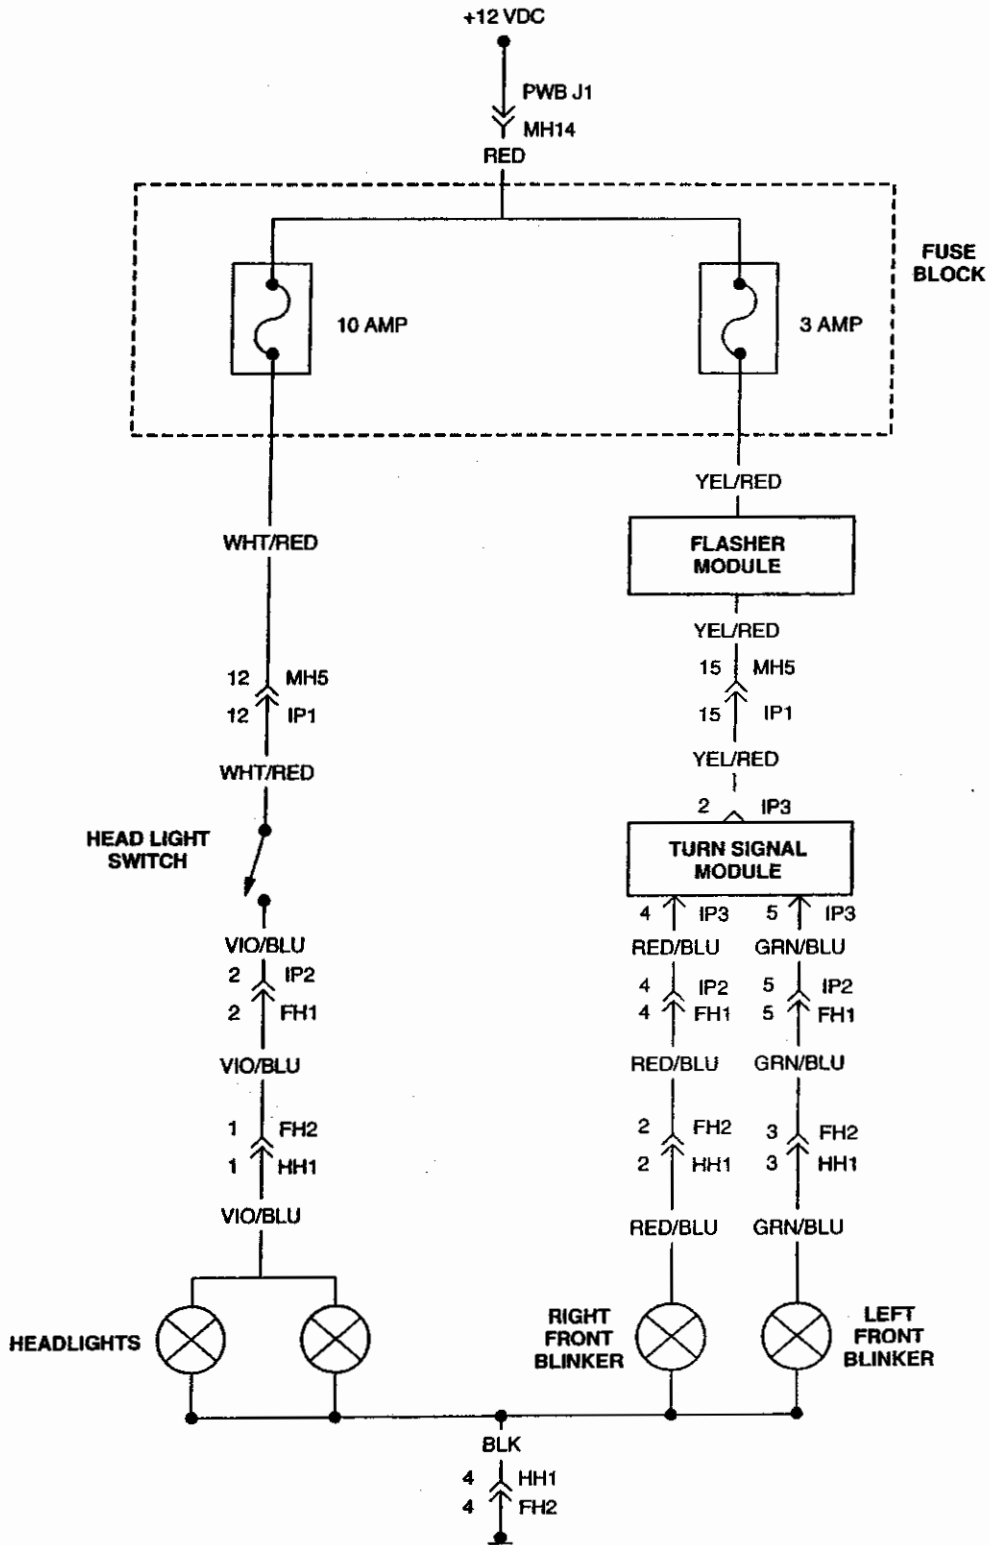 +12 VDC
PWB J1
MH14
RED
FUSE
BLOCK
10 AMP
3 AMP
YEL/RED
WHT/RED
FLASHER
MODULE
YEL/RED
12 MH5
12 IP1
15 MH5
15 IP1
WHT/RED
YEL/RED
2 IP3
HEAD LIGHT
SWITCH
TURN SIGNAL
MODULE
4 IP3
5 IP3
VIO/BLU
RED/BLU
GRN/BLU
2 IP2
2 FH1
4 IP2
4 FH1
5 IP2
5 FH1
VIO/BLU
RED/BLU
GRN/BLU
1 FH2
1 HH1
2 FH2
2 HH1
3 FH2
3 HH1
VIO/BLU
RED/BLU
GRN/BLU
HEADLIGHTS
RIGHT
FRONT
BLINKER
LEFT
FRONT
BLINKER
BLK
4 HH1
4 FH2